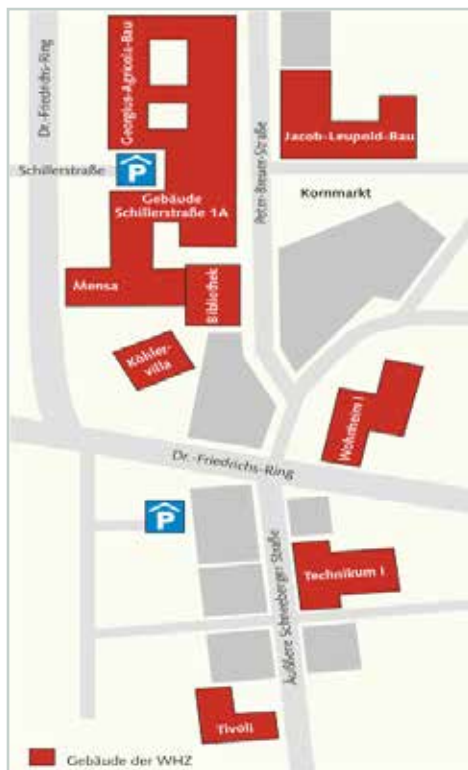 Dr.-Friedrichs-Ring
Georgius-Agricola-Bau
Peter-Breuer-Straße
Jacob-Leupold-Bau
Schillerstraße
P
Gebäude
Schillerstraße 1A
Kornmarkt
Mensa
Bibliothek
Köhler-
villa
Wohnheim I
Dr.-Friedrichs-Ring
P
Technikum I
Äußere Schneeberger Straße
Tivoli
Gebäude der WHZ